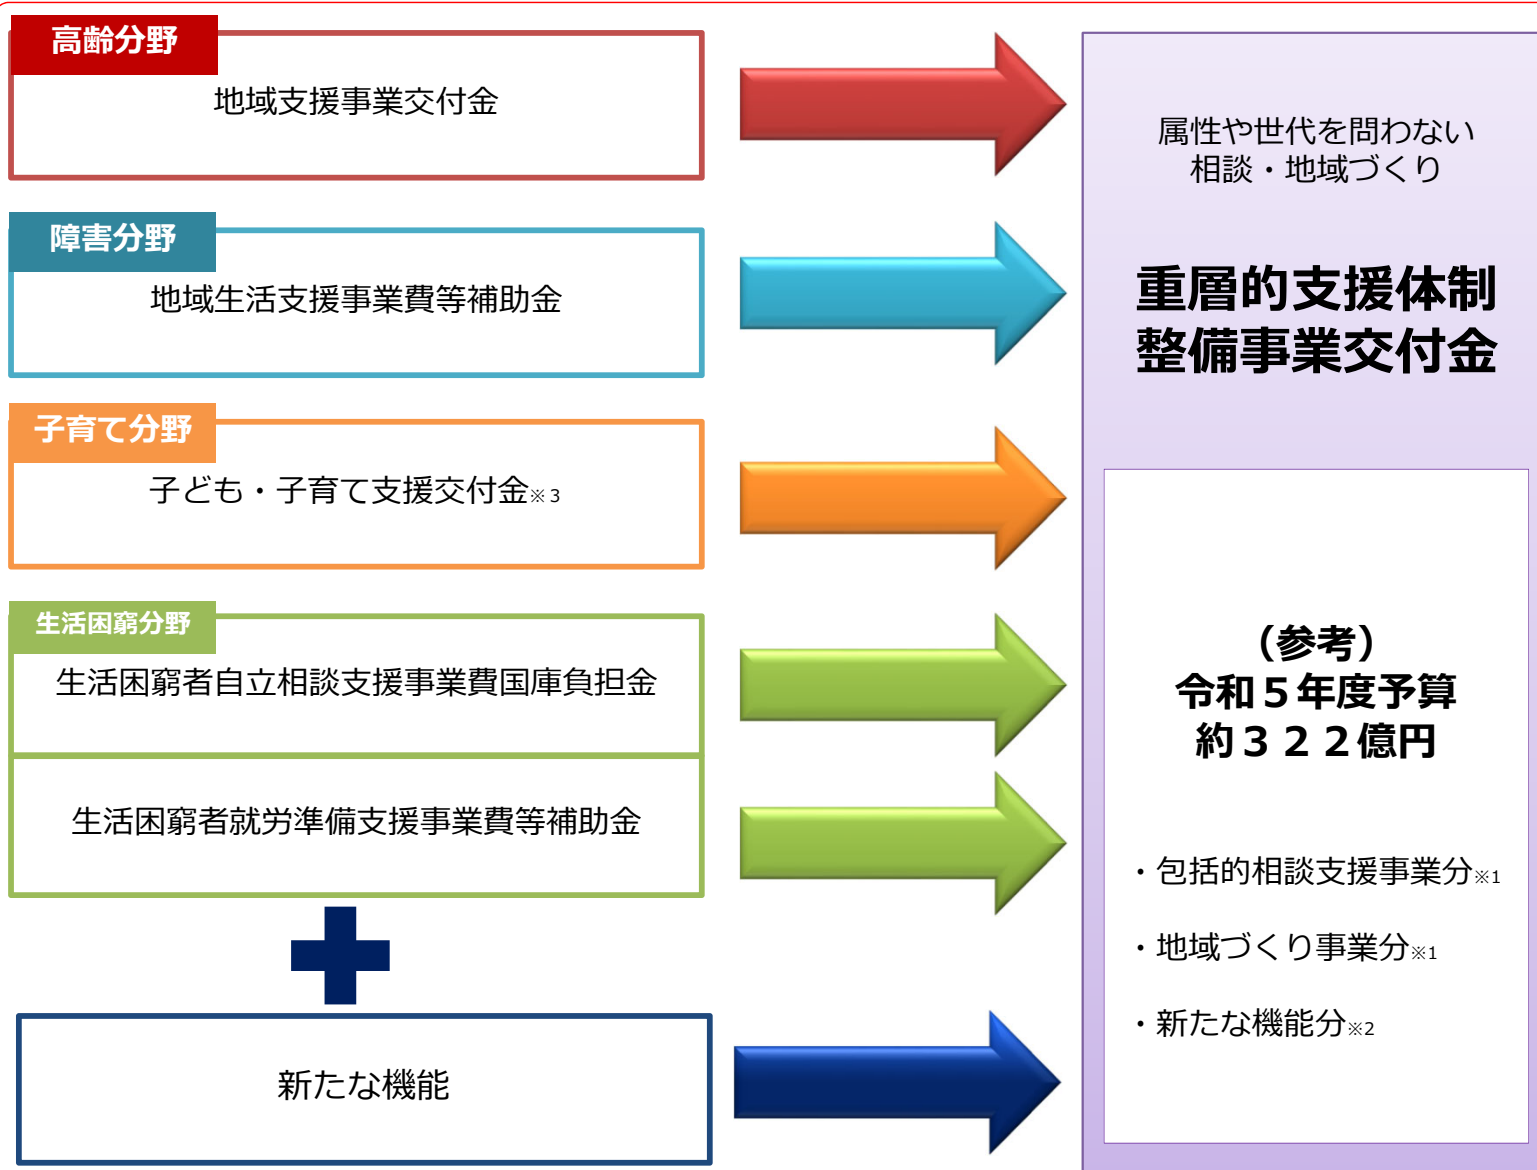 高齢分野
地域支援事業交付金
障害分野
地域生活支援事業費等補助金
子育て分野
子ども・子育て支援交付金※３
生活困窮分野
生活困窮者自立相談支援事業費国庫負担金
生活困窮者就労準備支援事業費等補助金
新たな機能
属性や世代を問わない
相談・地域づくり
重層的支援体制
整備事業交付金
（参考）
令和５年度予算
約３２２億円
・包括的相談支援事業分※1
・地域づくり事業分※1
・新たな機能分※2